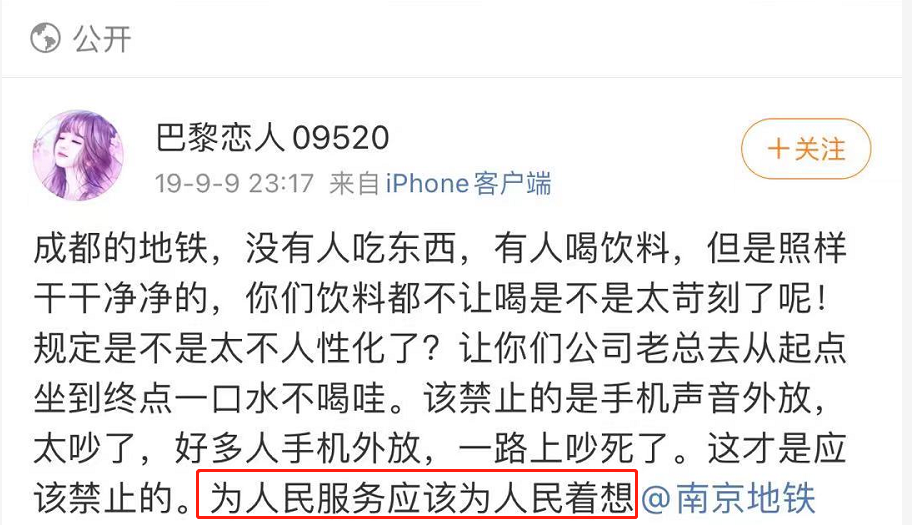 公开
巴黎恋人09520
19-9-9 23:17 来自 iPhone客户端
+关注
成都的地铁，没有人吃东西，有人喝饮料，但是照样
干干净净的，你们饮料都不让喝是不是太苛刻了呢！
规定是不是太不人性化了？让你们公司老总去从起点
坐到终点一口水不喝哇。该禁止的是手机声音外放，
太吵了，好多人手机外放，一路上吵死了。这才是应
该禁止的。为人民服务应该为人民着想@南京地铁